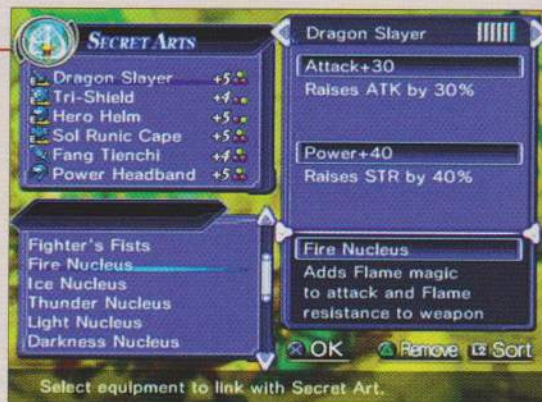 SECRET ARTS
Dragon Slayer +5
Tri-Shield +4
Hero Helm +5
Sol Runic Cape +5
Fang Tienchi +4
Power Headband +5
Fighter's Fists
Fire Nucleus
Ice Nucleus
Thunder Nucleus
Light Nucleus
Darkness Nucleus
Dragon Slayer
Attack+30
Raises ATK by 30%
Power+40
Raises STR by 40%
Fire Nucleus
Adds Flame magic
to attack and Flame
resistance to weapon
OK Remove L2 Sort
Select equipment to link with Secret Art.